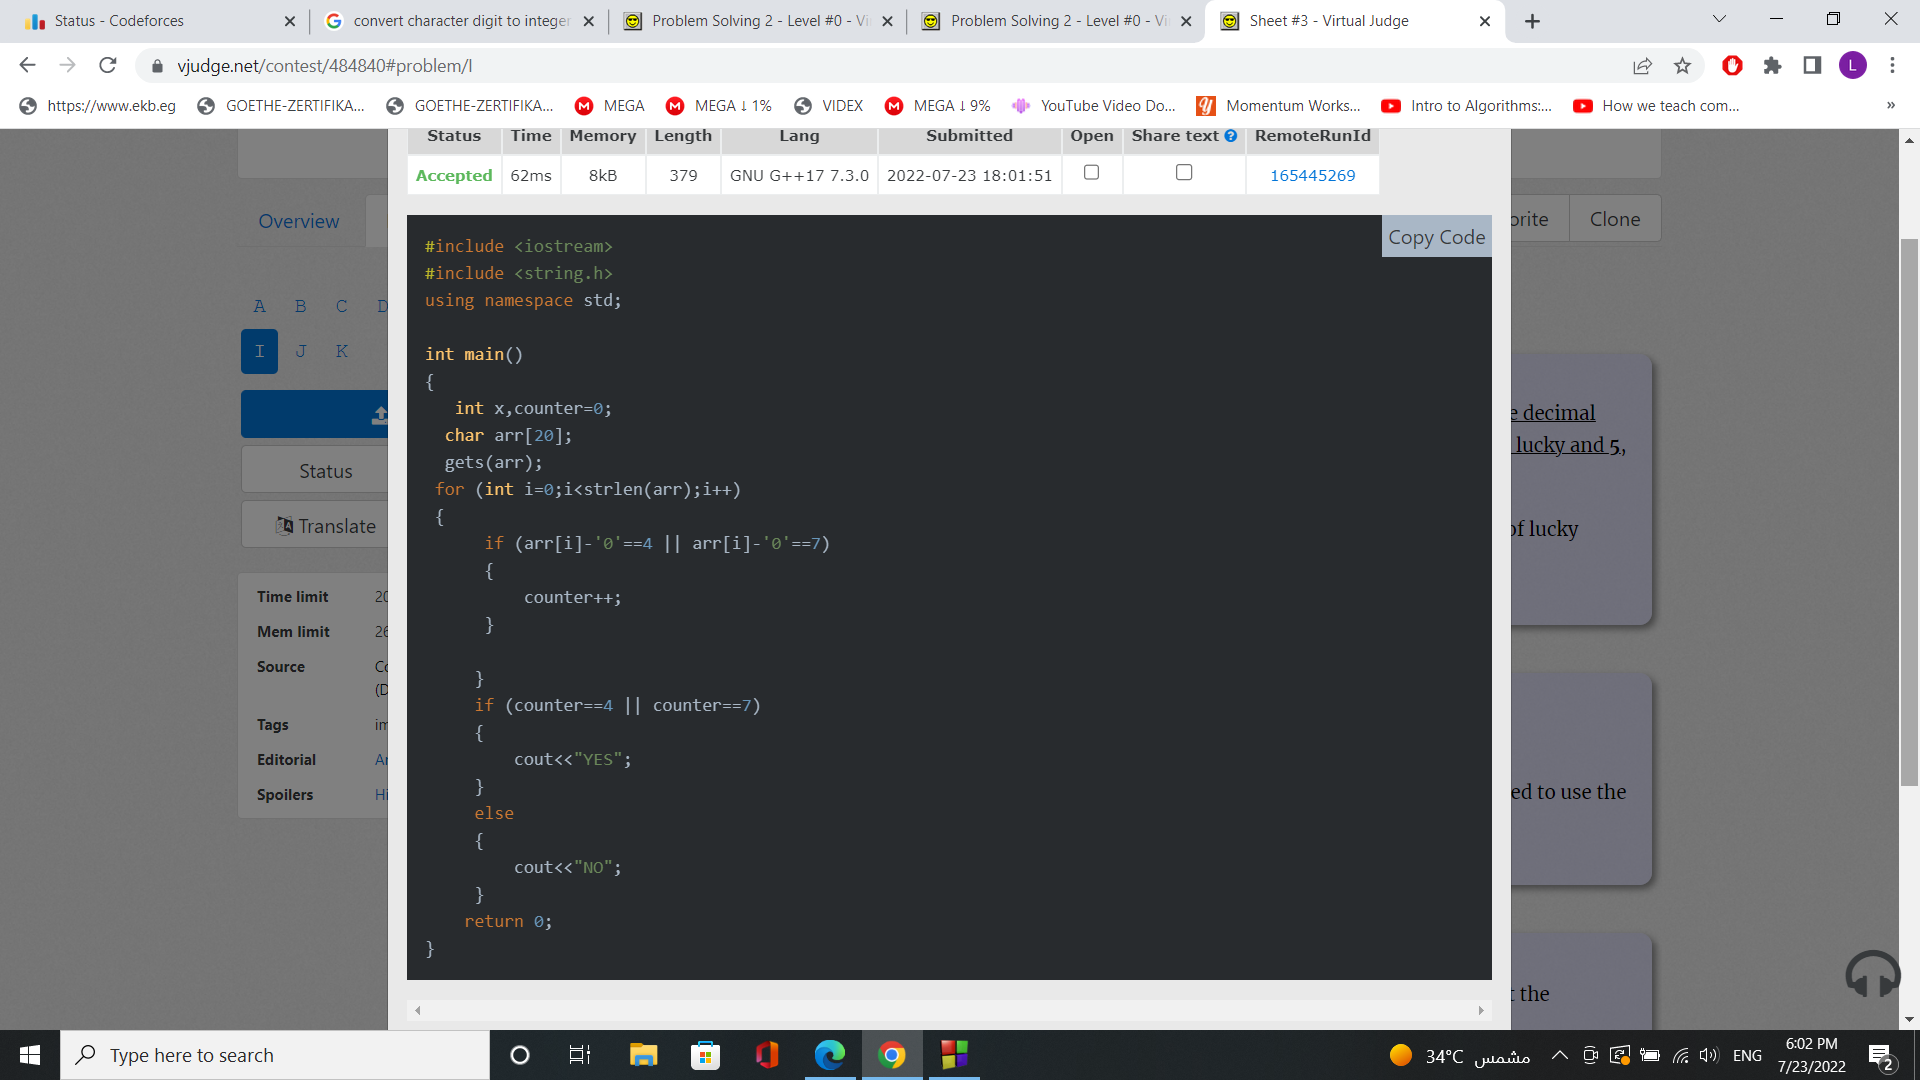 Status - Codeforces
convert character digit to integer
Problem Solving 2 - Level #0 - Vi
Problem Solving 2 - Level #0 - Vi
Sheet #3 - Virtual Judge
vjudge.net/contest/484840#problem/I
L
https://www.ekb.eg
GOETHE-ZERTIFIKA...
GOETHE-ZERTIFIKA...
MEGA
MEGA ↓ 1%
VIDEX
MEGA ↓ 9%
YouTube Video Do...
Momentum Works...
Intro to Algorithms:...
How we teach com...
»
Status Time Memory Length Lang Submitted Open Share text RemoteRunId
Accepted 62ms 8kB 379 GNU G++17 7.3.0 2022-07-23 18:01:51 165445269
Overview
orite
Clone
Copy Code
A B C D
I J K
Status
Translate
Time limit 20
Mem limit 26
Source Co
(D
Tags im
Editorial An
Spoilers Hi
#include <iostream>
#include <string.h>
using namespace std;
int main()
{
int x,counter=0;
char arr[20];
gets(arr);
for (int i=0;i<strlen(arr);i++)
{
if (arr[i]-'0'==4 || arr[i]-'0'==7)
{
counter++;
}
}
if (counter==4 || counter==7)
{
cout<<"YES";
}
else
{
cout<<"NO";
}
return 0;
}
e decimal
lucky and 5,
of lucky
ed to use the
t the
Type here to search
34°C مشمس
ENG
6:02 PM
7/23/2022
2